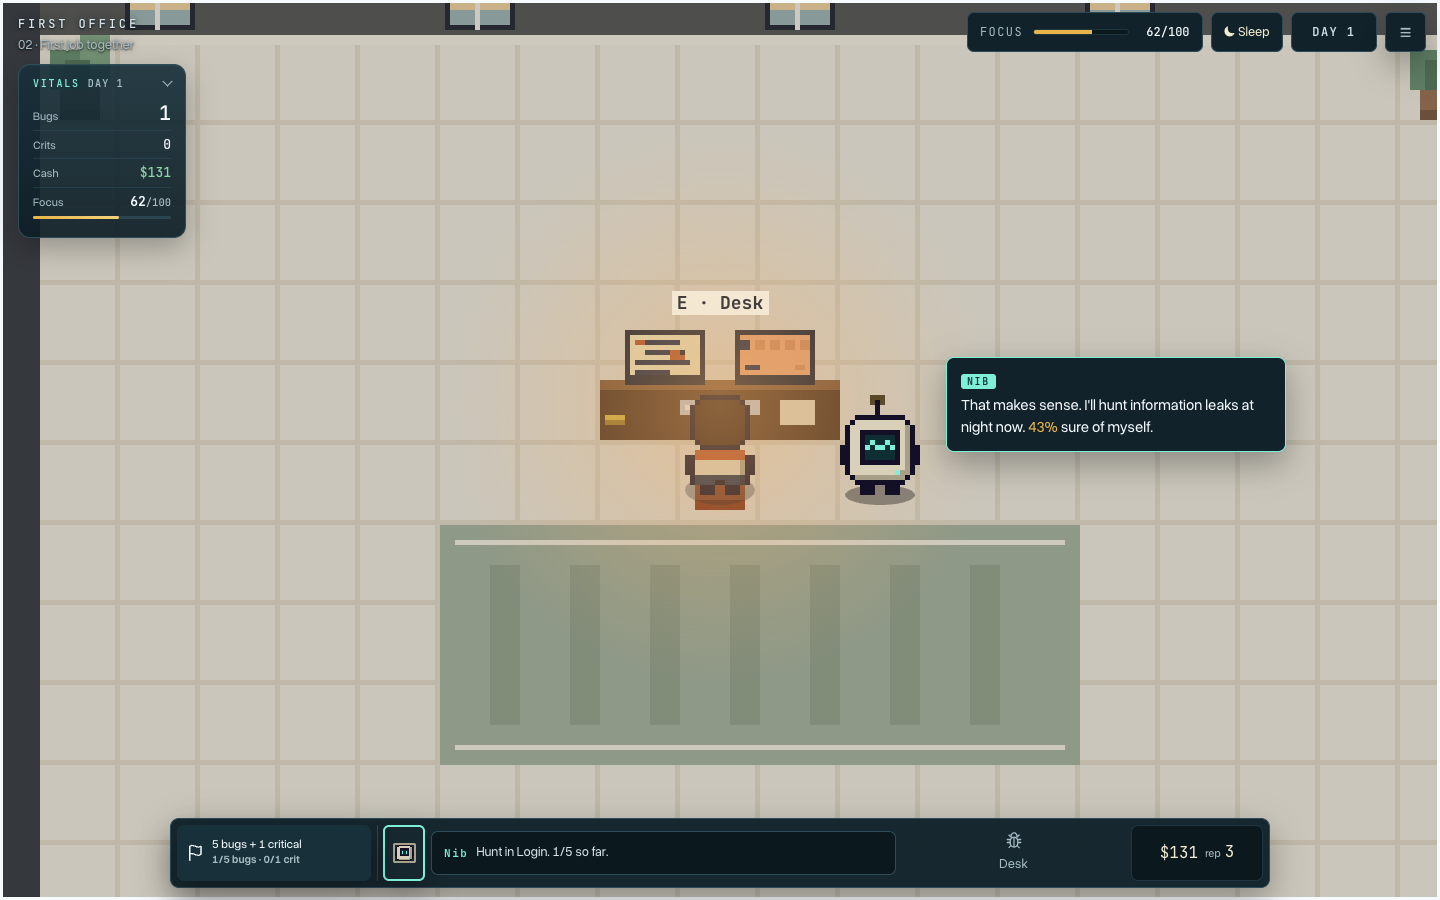 FIRST OFFICE
02 · First job together
FOCUS 62/100
Sleep
DAY 1
VITALS DAY 1
Bugs 1
Crits 0
Cash $131
Focus 62/100
E · Desk
NIB
That makes sense. I'll hunt information leaks at
night now. 43% sure of myself.
5 bugs + 1 critical
1/5 bugs · 0/1 crit
Nib Hunt in Login. 1/5 so far.
Desk
$131 rep 3